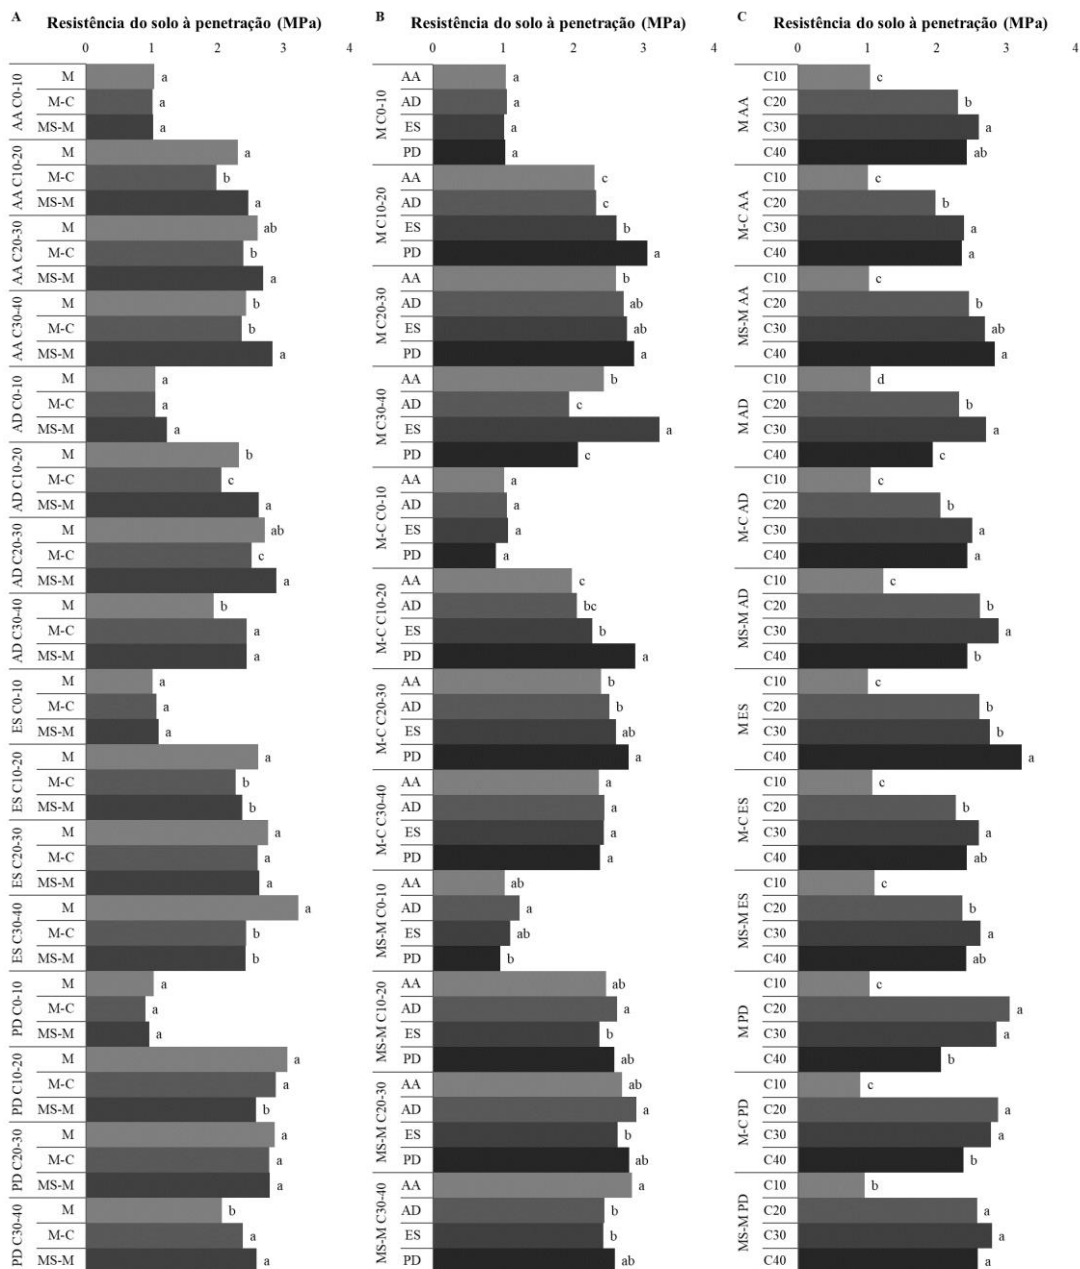 A Resistência do solo à penetração (MPa)
0 1 2 3 4
AA C0-10
M a
M-C a
MS-M a
AA C10-20
M a
M-C b
MS-M a
AA C20-30
M ab
M-C b
MS-M a
AA C30-40
M b
M-C b
MS-M a
AD C0-10
M a
M-C a
MS-M a
AD C10-20
M b
M-C c
MS-M a
AD C20-30
M ab
M-C c
MS-M a
AD C30-40
M b
M-C a
MS-M a
ES C0-10
M a
M-C a
MS-M a
ES C10-20
M a
M-C b
MS-M b
ES C20-30
M a
M-C a
MS-M a
ES C30-40
M a
M-C b
MS-M b
PD C0-10
M a
M-C a
MS-M a
PD C10-20
M a
M-C a
MS-M b
PD C20-30
M a
M-C a
MS-M a
PD C30-40
M b
M-C a
MS-M a
B Resistência do solo à penetração (MPa)
0 1 2 3 4
M C0-10
AA a
AD a
ES a
PD a
M C10-20
AA c
AD c
ES b
PD a
M C20-30
AA b
AD ab
ES ab
PD a
M C30-40
AA b
AD c
ES a
PD c
M-C C0-10
AA a
AD a
ES a
PD a
M-C C10-20
AA c
AD bc
ES b
PD a
M-C C20-30
AA b
AD b
ES ab
PD a
M-C C30-40
AA a
AD a
ES a
PD a
MS-M C0-10
AA ab
AD a
ES ab
PD b
MS-M C10-20
AA ab
AD a
ES b
PD ab
MS-M C20-30
AA ab
AD a
ES b
PD ab
MS-M C30-40
AA a
AD b
ES b
PD ab
C Resistência do solo à penetração (MPa)
0 1 2 3 4
M AA
C10 c
C20 b
C30 a
C40 ab
M-C AA
C10 c
C20 b
C30 a
C40 a
MS-M AA
C10 c
C20 b
C30 ab
C40 a
M AD
C10 d
C20 b
C30 a
C40 c
M-C AD
C10 c
C20 b
C30 a
C40 a
MS-M AD
C10 c
C20 b
C30 a
C40 b
M ES
C10 c
C20 b
C30 b
C40 a
M-C ES
C10 c
C20 b
C30 a
C40 ab
MS-M ES
C10 c
C20 b
C30 a
C40 ab
M PD
C10 c
C20 a
C30 a
C40 b
M-C PD
C10 c
C20 a
C30 a
C40 b
MS-M PD
C10 b
C20 a
C30 a
C40 a